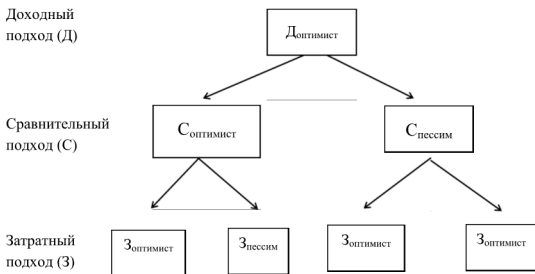 Доходный
подход (Д)
Доптимист
Сравнительный
подход (С)
Соптимист
Спессим
Затратный
подход (З)
Зоптимист
Зпессим
Зоптимист
Зоптимист